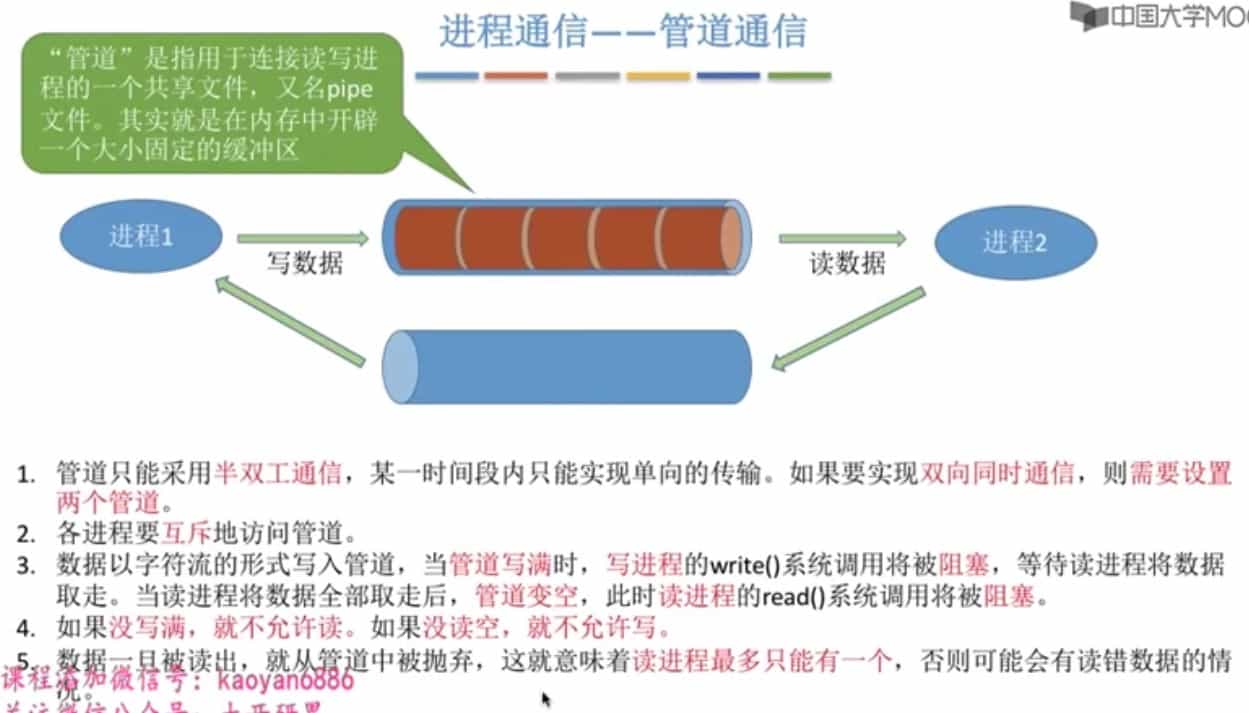 进程通信——管道通信
中国大学MOO
“管道”是指用于连接读写进
程的一个共享文件，又名pipe
文件。其实就是在内存中开辟
一个大小固定的缓冲区
进程1
写数据
读数据
进程2
1. 管道只能采用半双工通信，某一时间段内只能实现单向的传输。如果要实现双向同时通信，则需要设置
两个管道。
2. 各进程要互斥地访问管道。
3. 数据以字符流的形式写入管道，当管道写满时，写进程的write()系统调用将被阻塞，等待读进程将数据
取走。当读进程将数据全部取走后，管道变空，此时读进程的read()系统调用将被阻塞。
4. 如果没写满，就不允许读。如果没读空，就不允许写。
5. 数据一旦被读出，就从管道中被抛弃，这就意味着读进程最多只能有一个，否则可能会有读错数据的情
况。
课程添加微信号：kaoyan6886